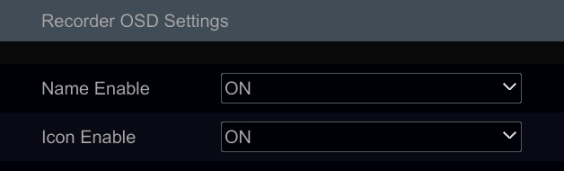 Recorder OSD Settings
Name Enable ON
Icon Enable ON